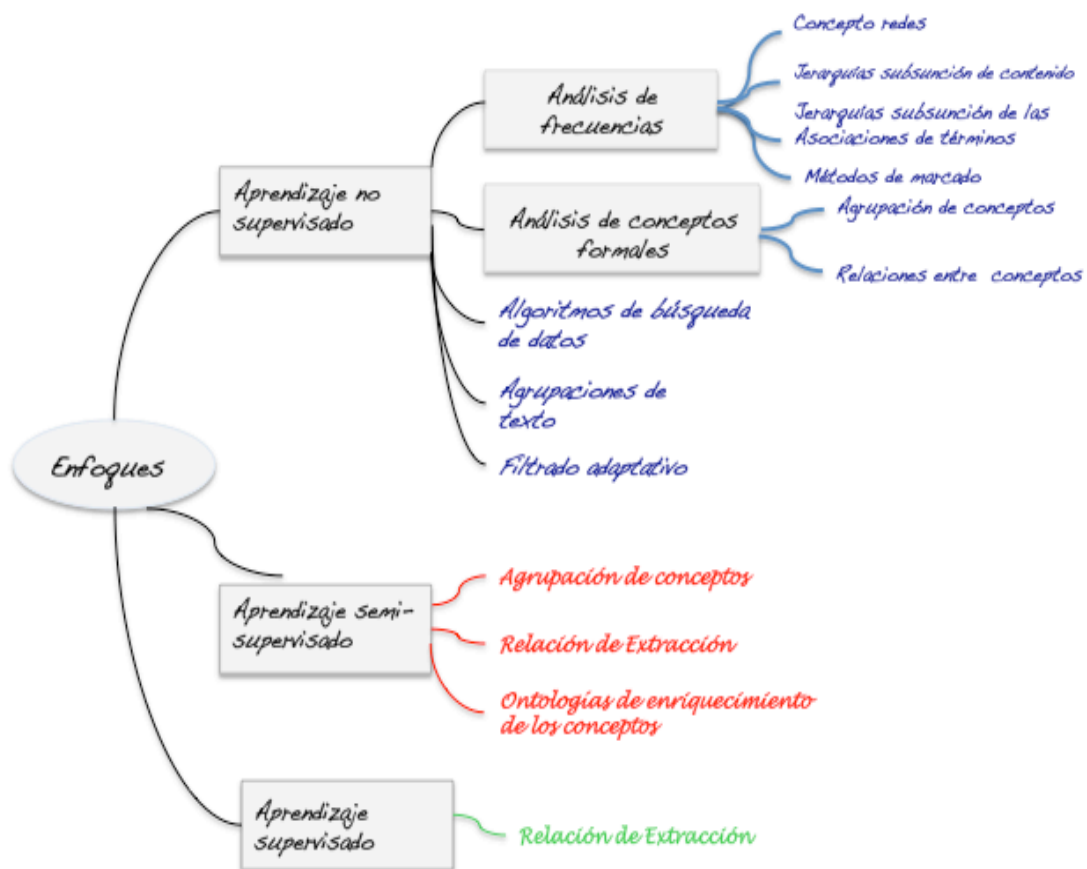 Concepto redes
Jerarquías subsunción de contenido
Análisis de
frecuencias
Jerarquías subsunción de las
Asociaciones de términos
Métodos de marcado
Aprendizaje no
supervisado
Análisis de conceptos
formales
Agrupación de conceptos
Relaciones entre conceptos
Algoritmos de búsqueda
de datos
Agrupaciones de
texto
Filtrado adaptativo
Enfoques
Aprendizaje semi-
supervisado
Agrupación de conceptos
Relación de Extracción
Ontologías de enriquecimiento
de los conceptos
Aprendizaje
supervisado
Relación de Extracción